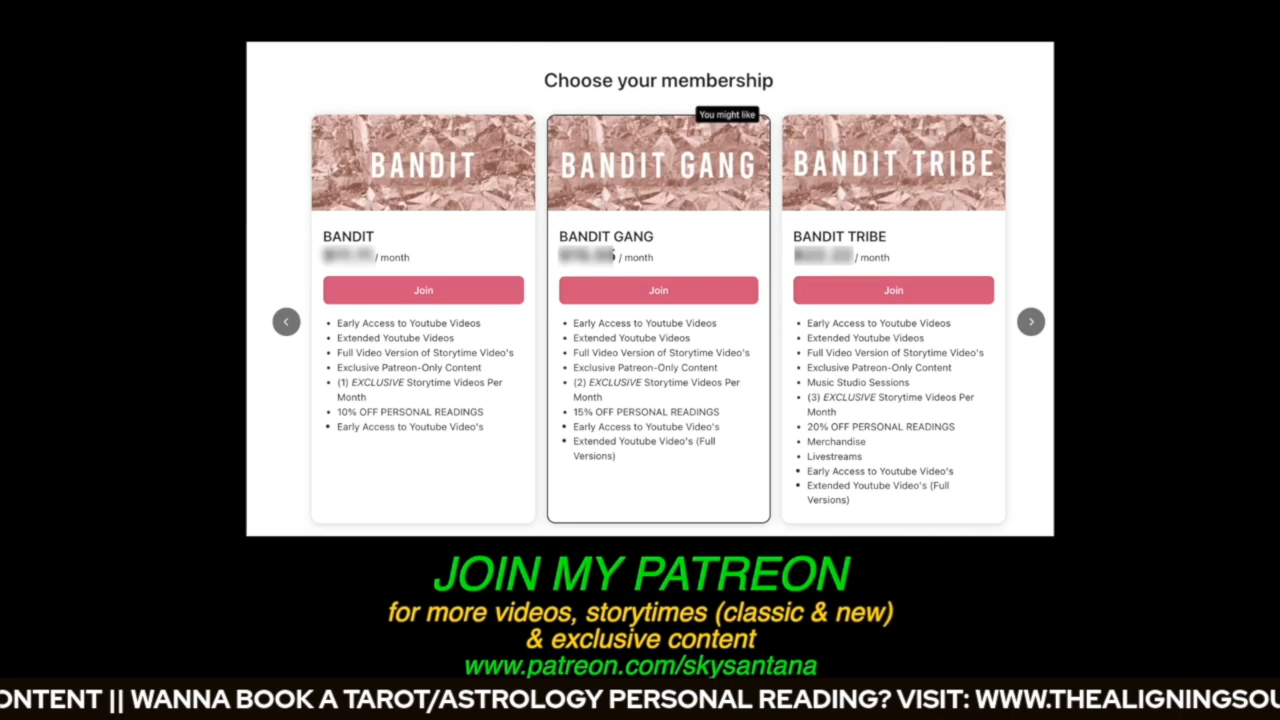 Choose your membership
You might like
BANDIT
BANDIT GANG
BANDIT TRIBE
BANDIT
/ month
Join
• Early Access to Youtube Videos
• Extended Youtube Videos
• Full Video Version of Storytime Video's
• Exclusive Patreon-Only Content
• (1) EXCLUSIVE Storytime Videos Per
Month
• 10% OFF PERSONAL READINGS
• Early Access to Youtube Video's
BANDIT GANG
/ month
Join
• Early Access to Youtube Videos
• Extended Youtube Videos
• Full Video Version of Storytime Video's
• Exclusive Patreon-Only Content
• (2) EXCLUSIVE Storytime Videos Per
Month
• 15% OFF PERSONAL READINGS
• Early Access to Youtube Video's
• Extended Youtube Video's (Full
Versions)
BANDIT TRIBE
/ month
Join
• Early Access to Youtube Videos
• Extended Youtube Videos
• Full Video Version of Storytime Video's
• Exclusive Patreon-Only Content
• Music Studio Sessions
• (3) EXCLUSIVE Storytime Videos Per
Month
• 20% OFF PERSONAL READINGS
• Merchandise
• Livestreams
• Early Access to Youtube Video's
• Extended Youtube Video's (Full
Versions)
JOIN MY PATREON
for more videos, storytimes (classic & new)
& exclusive content
www.patreon.com/skysantana
ONTENT || WANNA BOOK A TAROT/ASTROLOGY PERSONAL READING? VISIT: WWW.THEALIGNINGSOU